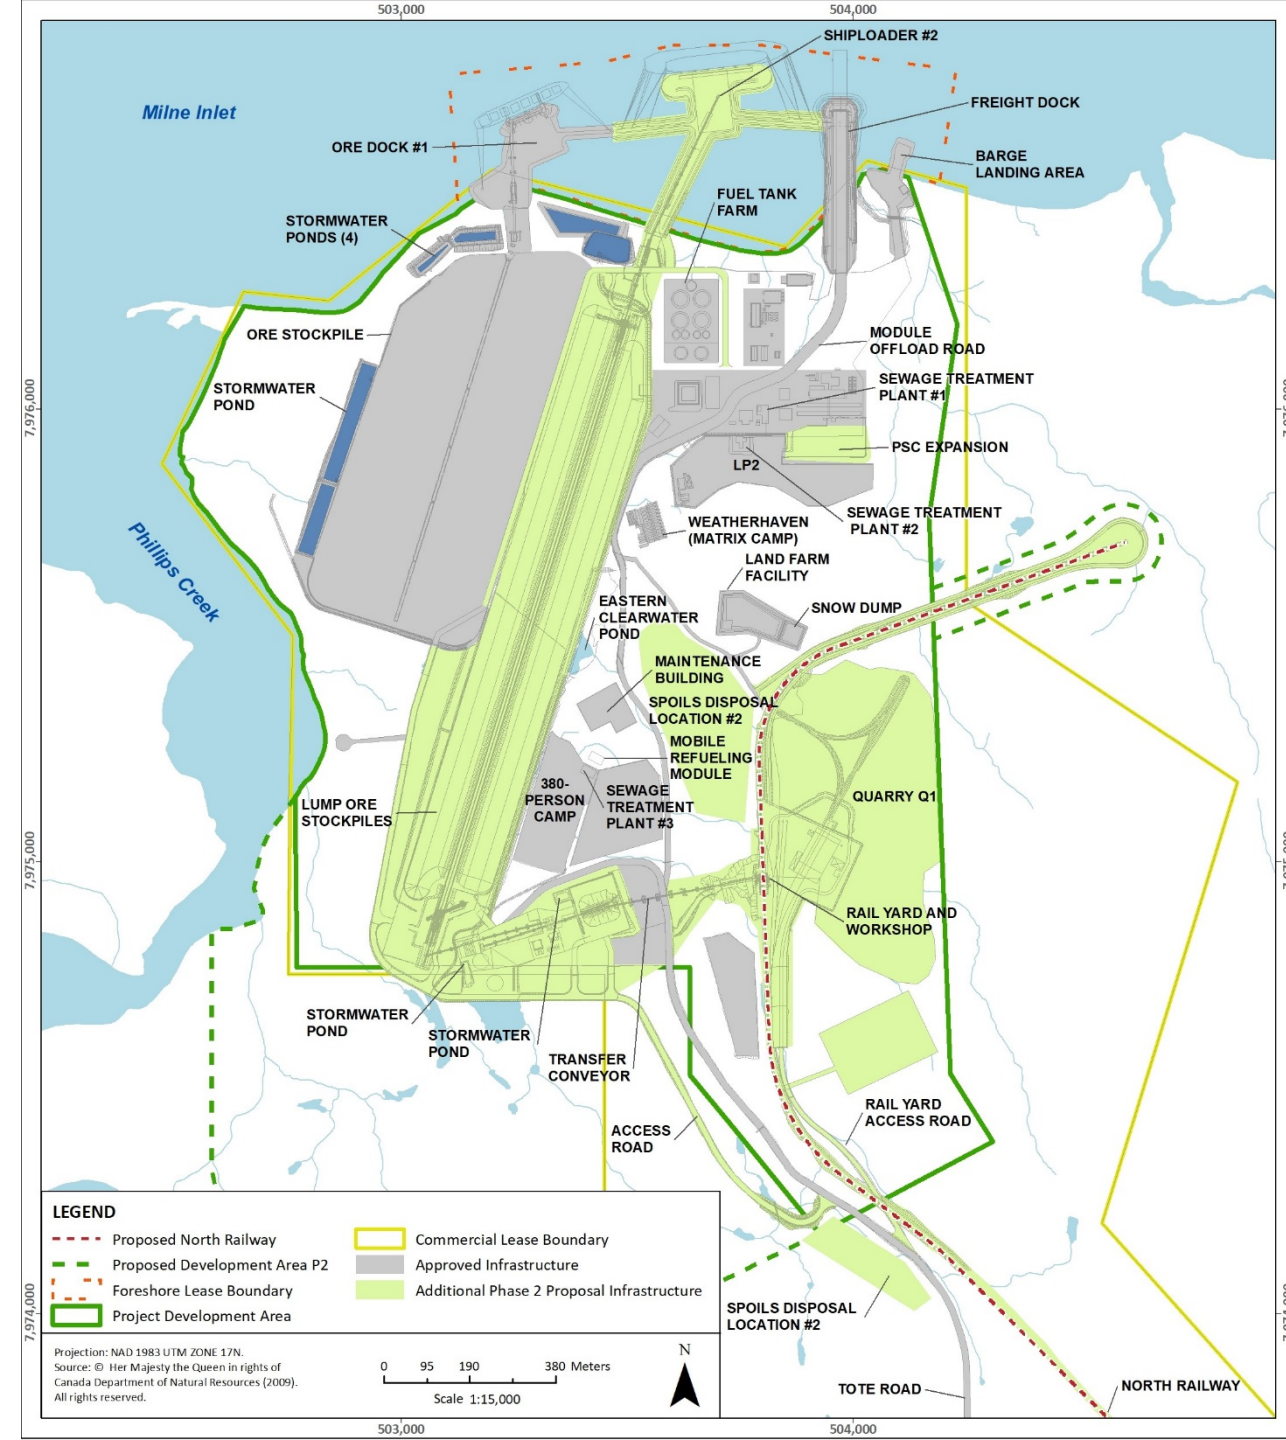 503,000
504,000
SHIPLOADER #2
Milne Inlet
FREIGHT DOCK
ORE DOCK #1
BARGE
LANDING AREA
FUEL TANK
FARM
STORMWATER
PONDS (4)
ORE STOCKPILE
MODULE
OFFLOAD ROAD
STORMWATER
POND
SEWAGE TREATMENT
PLANT #1
7,976,000
PSC EXPANSION
LP2
SEWAGE TREATMENT
PLANT #2
WEATHERHAVEN
(MATRIX CAMP)
Phillips Creek
LAND FARM
FACILITY
SNOW DUMP
EASTERN
CLEARWATER
POND
MAINTENANCE
BUILDING
SPOILS DISPOSAL
LOCATION #2
MOBILE
REFUELING
MODULE
380-
PERSON
CAMP
SEWAGE
TREATMENT
PLANT #3
QUARRY Q1
LUMP ORE
STOCKPILES
7,975,000
RAIL YARD AND
WORKSHOP
STORMWATER
POND
STORMWATER
POND
TRANSFER
CONVEYOR
ACCESS
ROAD
RAIL YARD
ACCESS ROAD
LEGEND
Proposed North Railway
Proposed Development Area P2
Foreshore Lease Boundary
Project Development Area
Commercial Lease Boundary
Approved Infrastructure
Additional Phase 2 Proposal Infrastructure
7,974,000
SPOILS DISPOSAL
LOCATION #2
Projection: NAD 1983 UTM ZONE 17N.
Source: © Her Majesty the Queen in rights of
Canada Department of Natural Resources (2009).
All rights reserved.
0 95 190 380 Meters
Scale 1:15,000
N
TOTE ROAD
NORTH RAILWAY
503,000
504,000